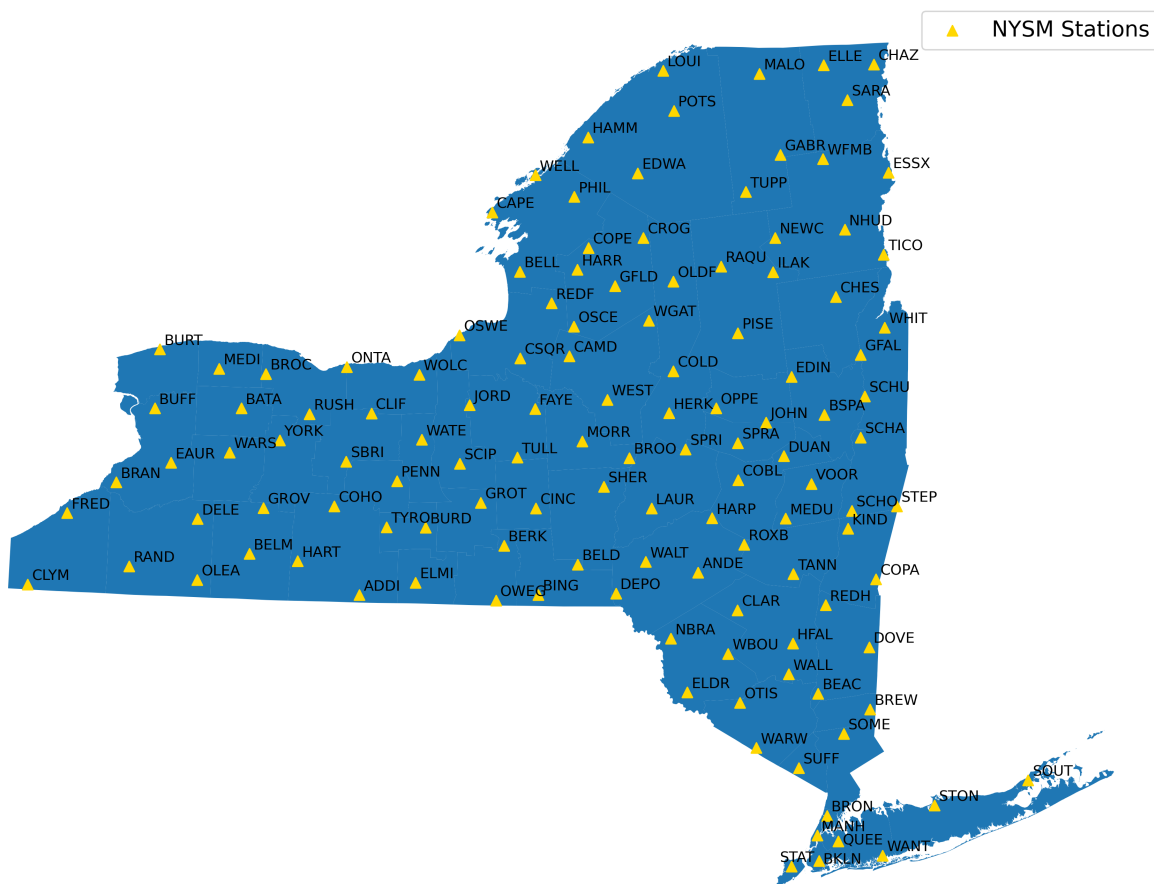 NYSM Stations
LOUI
MALO
ELLE
CHAZ
SARA
POTS
HAMM
GABR
WFMB
ESSX
WELL
EDWA
TUPP
PHIL
CAPE
NHUD
CROG
NEWC
COPE
TICO
BELL
HARR
GFLD
OLDF
RAQU
ILAK
REDF
CHES
OSCE
WGAT
PISE
WHIT
OSWE
BURT
CSQR
CAMD
GFAL
MEDI
BROC
ONTA
WOLC
COLD
EDIN
SCHU
BUFF
BATA
RUSH
CLIF
JORD
FAYE
WEST
HERK
OPPE
JOHN
BSPA
YORK
WARS
WATE
MORR
SPRI
SPRA
SCHA
EAUR
SBRI
SCIP
TULL
BROO
DUAN
BRAN
PENN
SHER
COBL
VOOR
FRED
DELE
GROV
COHO
GROT
CINC
LAUR
HARP
MEDU
SCHO
STEP
TYRO
BURD
KIND
BERK
ROXB
RAND
BELM
HART
BELD
WALT
ANDE
TANN
COPA
CLYM
OLEA
ADDI
ELMI
OWEG
BING
DEPO
CLAR
REDH
NBRA
WBOU
HFAL
DOVE
WALL
ELDR
OTIS
BEAC
BREW
WARW
SOME
SUFF
SOUT
BRON
STON
MANH
QUEE
WANT
STAT
BKLN